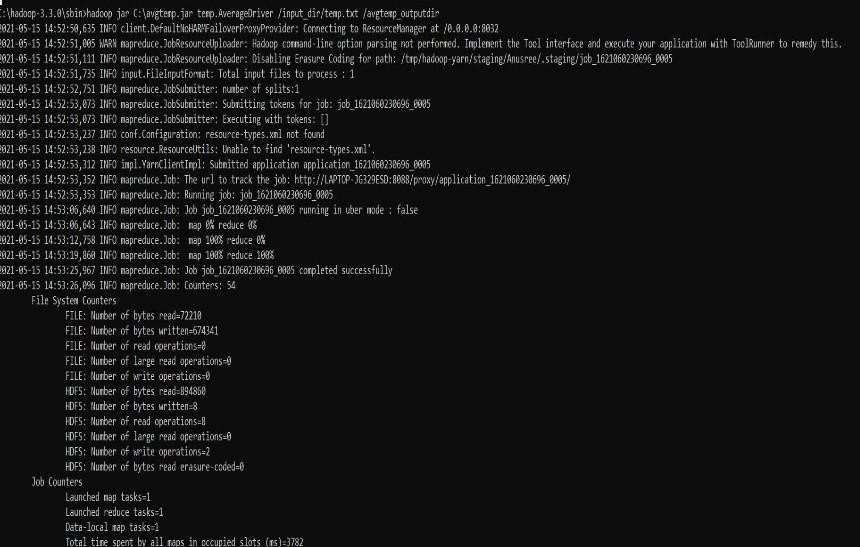 C:\hadoop-3.3.0\sbin>hadoop jar C:\avgtemp.jar temp.AverageDriver /input_dir/temp.txt /avgtemp_outputdir
2021-05-15 14:52:50,635 INFO client.DefaultNoHARMFailoverProxyProvider: Connecting to ResourceManager at /0.0.0.0:8032
2021-05-15 14:52:51,005 WARN mapreduce.JobResourceUploader: Hadoop command-line option parsing not performed. Implement the Tool interface and execute your application with ToolRunner to remedy this.
2021-05-15 14:52:51,111 INFO mapreduce.JobResourceUploader: Disabling Erasure Coding for path: /tmp/hadoop-yarn/staging/Anusree/.staging/job_1621060230696_0005
2021-05-15 14:52:51,735 INFO input.FileInputFormat: Total input files to process : 1
2021-05-15 14:52:52,751 INFO mapreduce.JobSubmitter: number of splits:1
2021-05-15 14:52:53,073 INFO mapreduce.JobSubmitter: Submitting tokens for job: job_1621060230696_0005
2021-05-15 14:52:53,073 INFO mapreduce.JobSubmitter: Executing with tokens: []
2021-05-15 14:52:53,237 INFO conf.Configuration: resource-types.xml not found
2021-05-15 14:52:53,238 INFO resource.ResourceUtils: Unable to find 'resource-types.xml'.
2021-05-15 14:52:53,312 INFO impl.YarnClientImpl: Submitted application application_1621060230696_0005
2021-05-15 14:52:53,352 INFO mapreduce.Job: The url to track the job: http://LAPTOP-JG329ESD:8088/proxy/application_1621060230696_0005/
2021-05-15 14:52:53,353 INFO mapreduce.Job: Running job: job_1621060230696_0005
2021-05-15 14:53:06,640 INFO mapreduce.Job: Job job_1621060230696_0005 running in uber mode : false
2021-05-15 14:53:06,643 INFO mapreduce.Job:  map 0% reduce 0%
2021-05-15 14:53:12,758 INFO mapreduce.Job:  map 100% reduce 0%
2021-05-15 14:53:19,860 INFO mapreduce.Job:  map 100% reduce 100%
2021-05-15 14:53:25,967 INFO mapreduce.Job: Job job_1621060230696_0005 completed successfully
2021-05-15 14:53:26,096 INFO mapreduce.Job: Counters: 54
File System Counters
FILE: Number of bytes read=72210
FILE: Number of bytes written=674341
FILE: Number of read operations=0
FILE: Number of large read operations=0
FILE: Number of write operations=0
HDFS: Number of bytes read=894860
HDFS: Number of bytes written=8
HDFS: Number of read operations=8
HDFS: Number of large read operations=0
HDFS: Number of write operations=2
HDFS: Number of bytes read erasure-coded=0
Job Counters
Launched map tasks=1
Launched reduce tasks=1
Data-local map tasks=1
Total time spent by all maps in occupied slots (ms)=3782